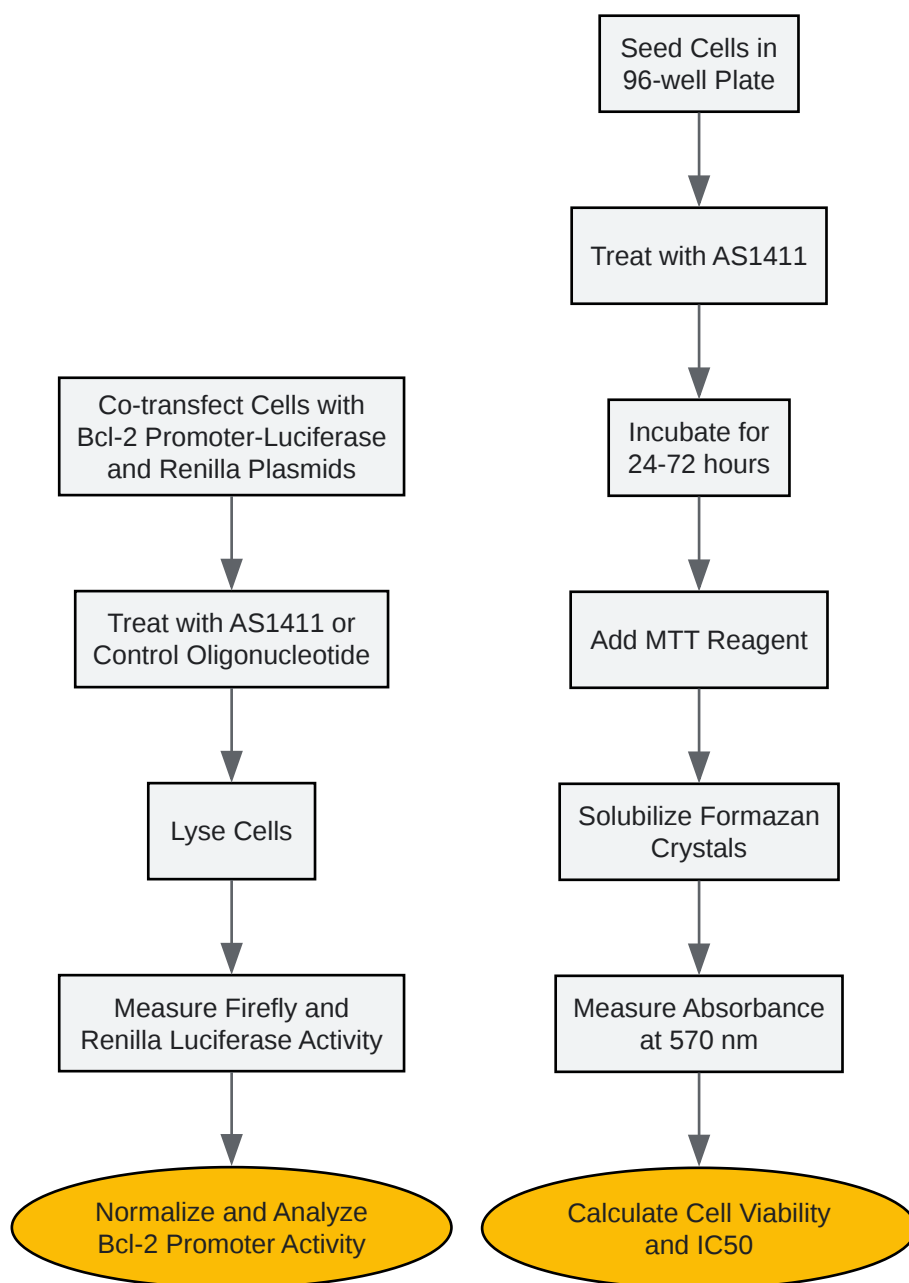 Co-transfect Cells with
Bcl-2 Promoter-Luciferase
and Renilla Plasmids
Treat with AS1411 or
Control Oligonucleotide
Lyse Cells
Measure Firefly and
Renilla Luciferase Activity
Normalize and Analyze
Bcl-2 Promoter Activity
Seed Cells in
96-well Plate
Treat with AS1411
Incubate for
24-72 hours
Add MTT Reagent
Solubilize Formazan
Crystals
Measure Absorbance
at 570 nm
Calculate Cell Viability
and IC50